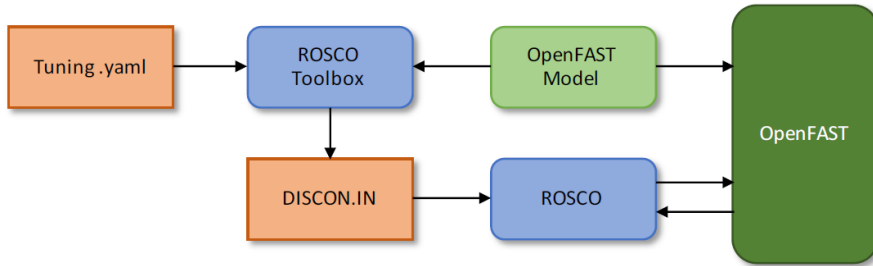 Tuning.yaml
ROSCO
Toolbox
OpenFAST
Model
OpenFAST
DISCON.IN
ROSCO